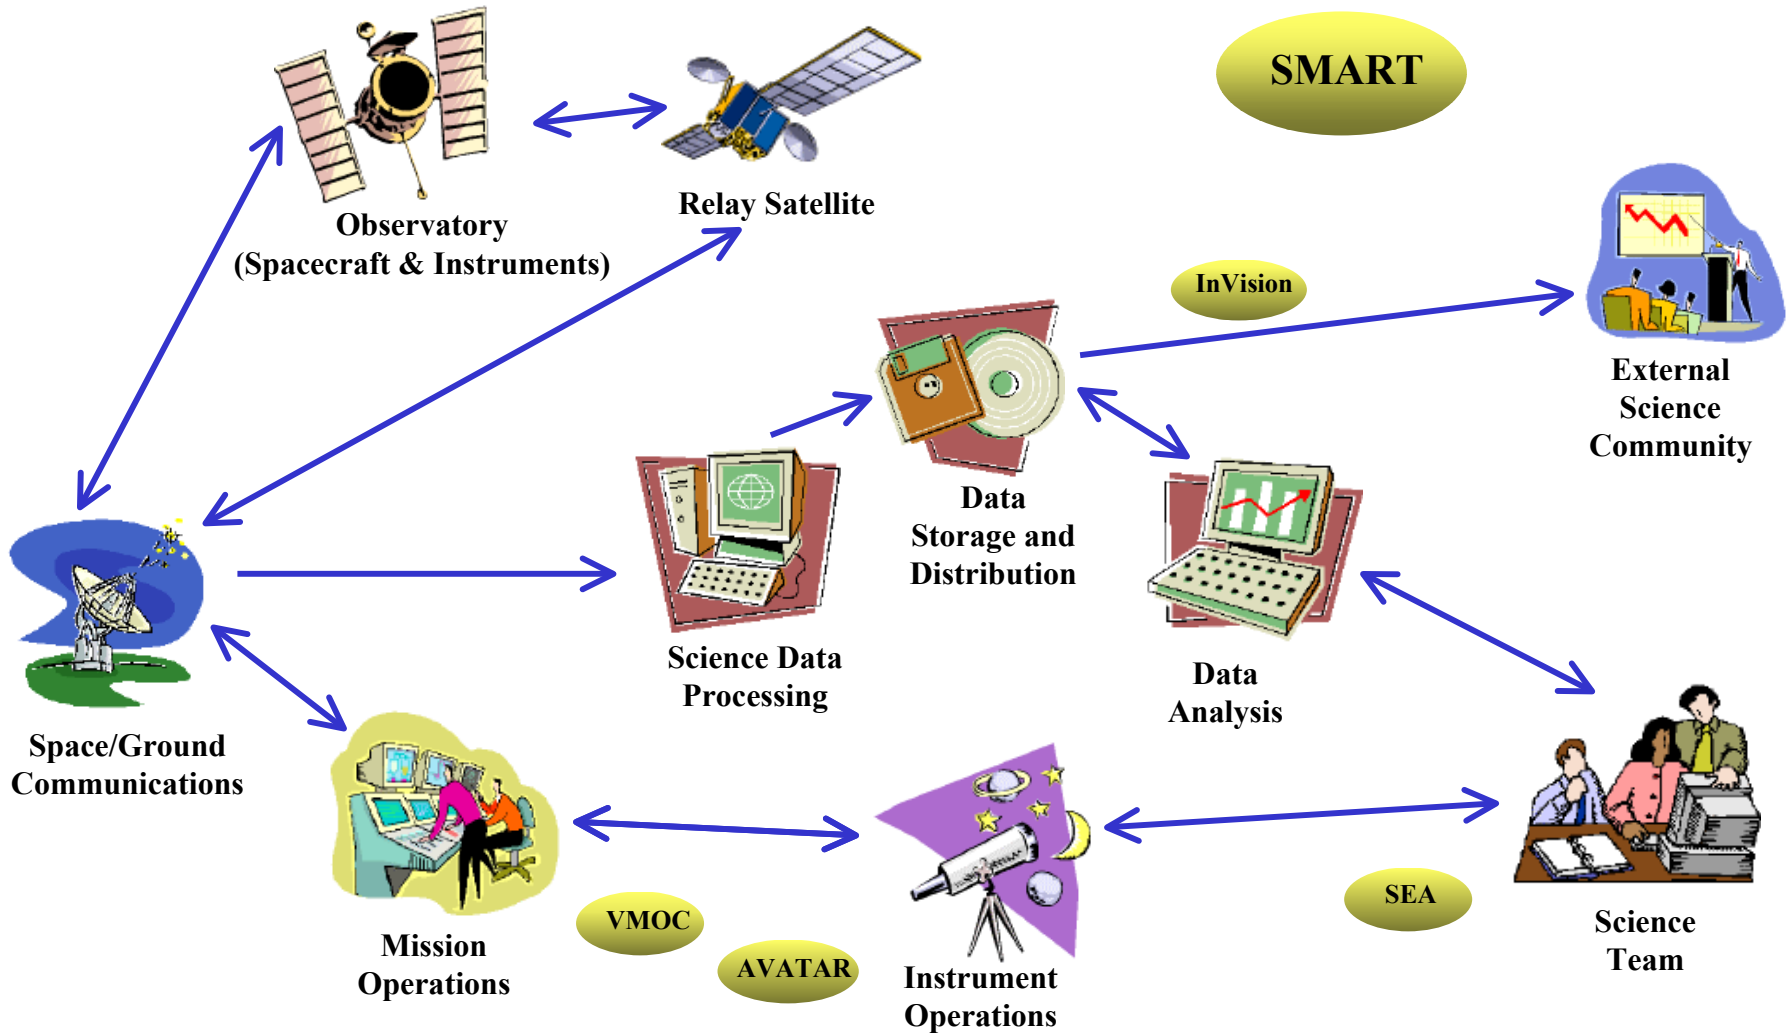 SMART
Observatory
(Spacecraft & Instruments)
Relay Satellite
InVision
External
Science
Community
Data
Storage and
Distribution
Science Data
Processing
Data
Analysis
Space/Ground
Communications
Mission
Operations
VMOC
AVATAR
Instrument
Operations
SEA
Science
Team